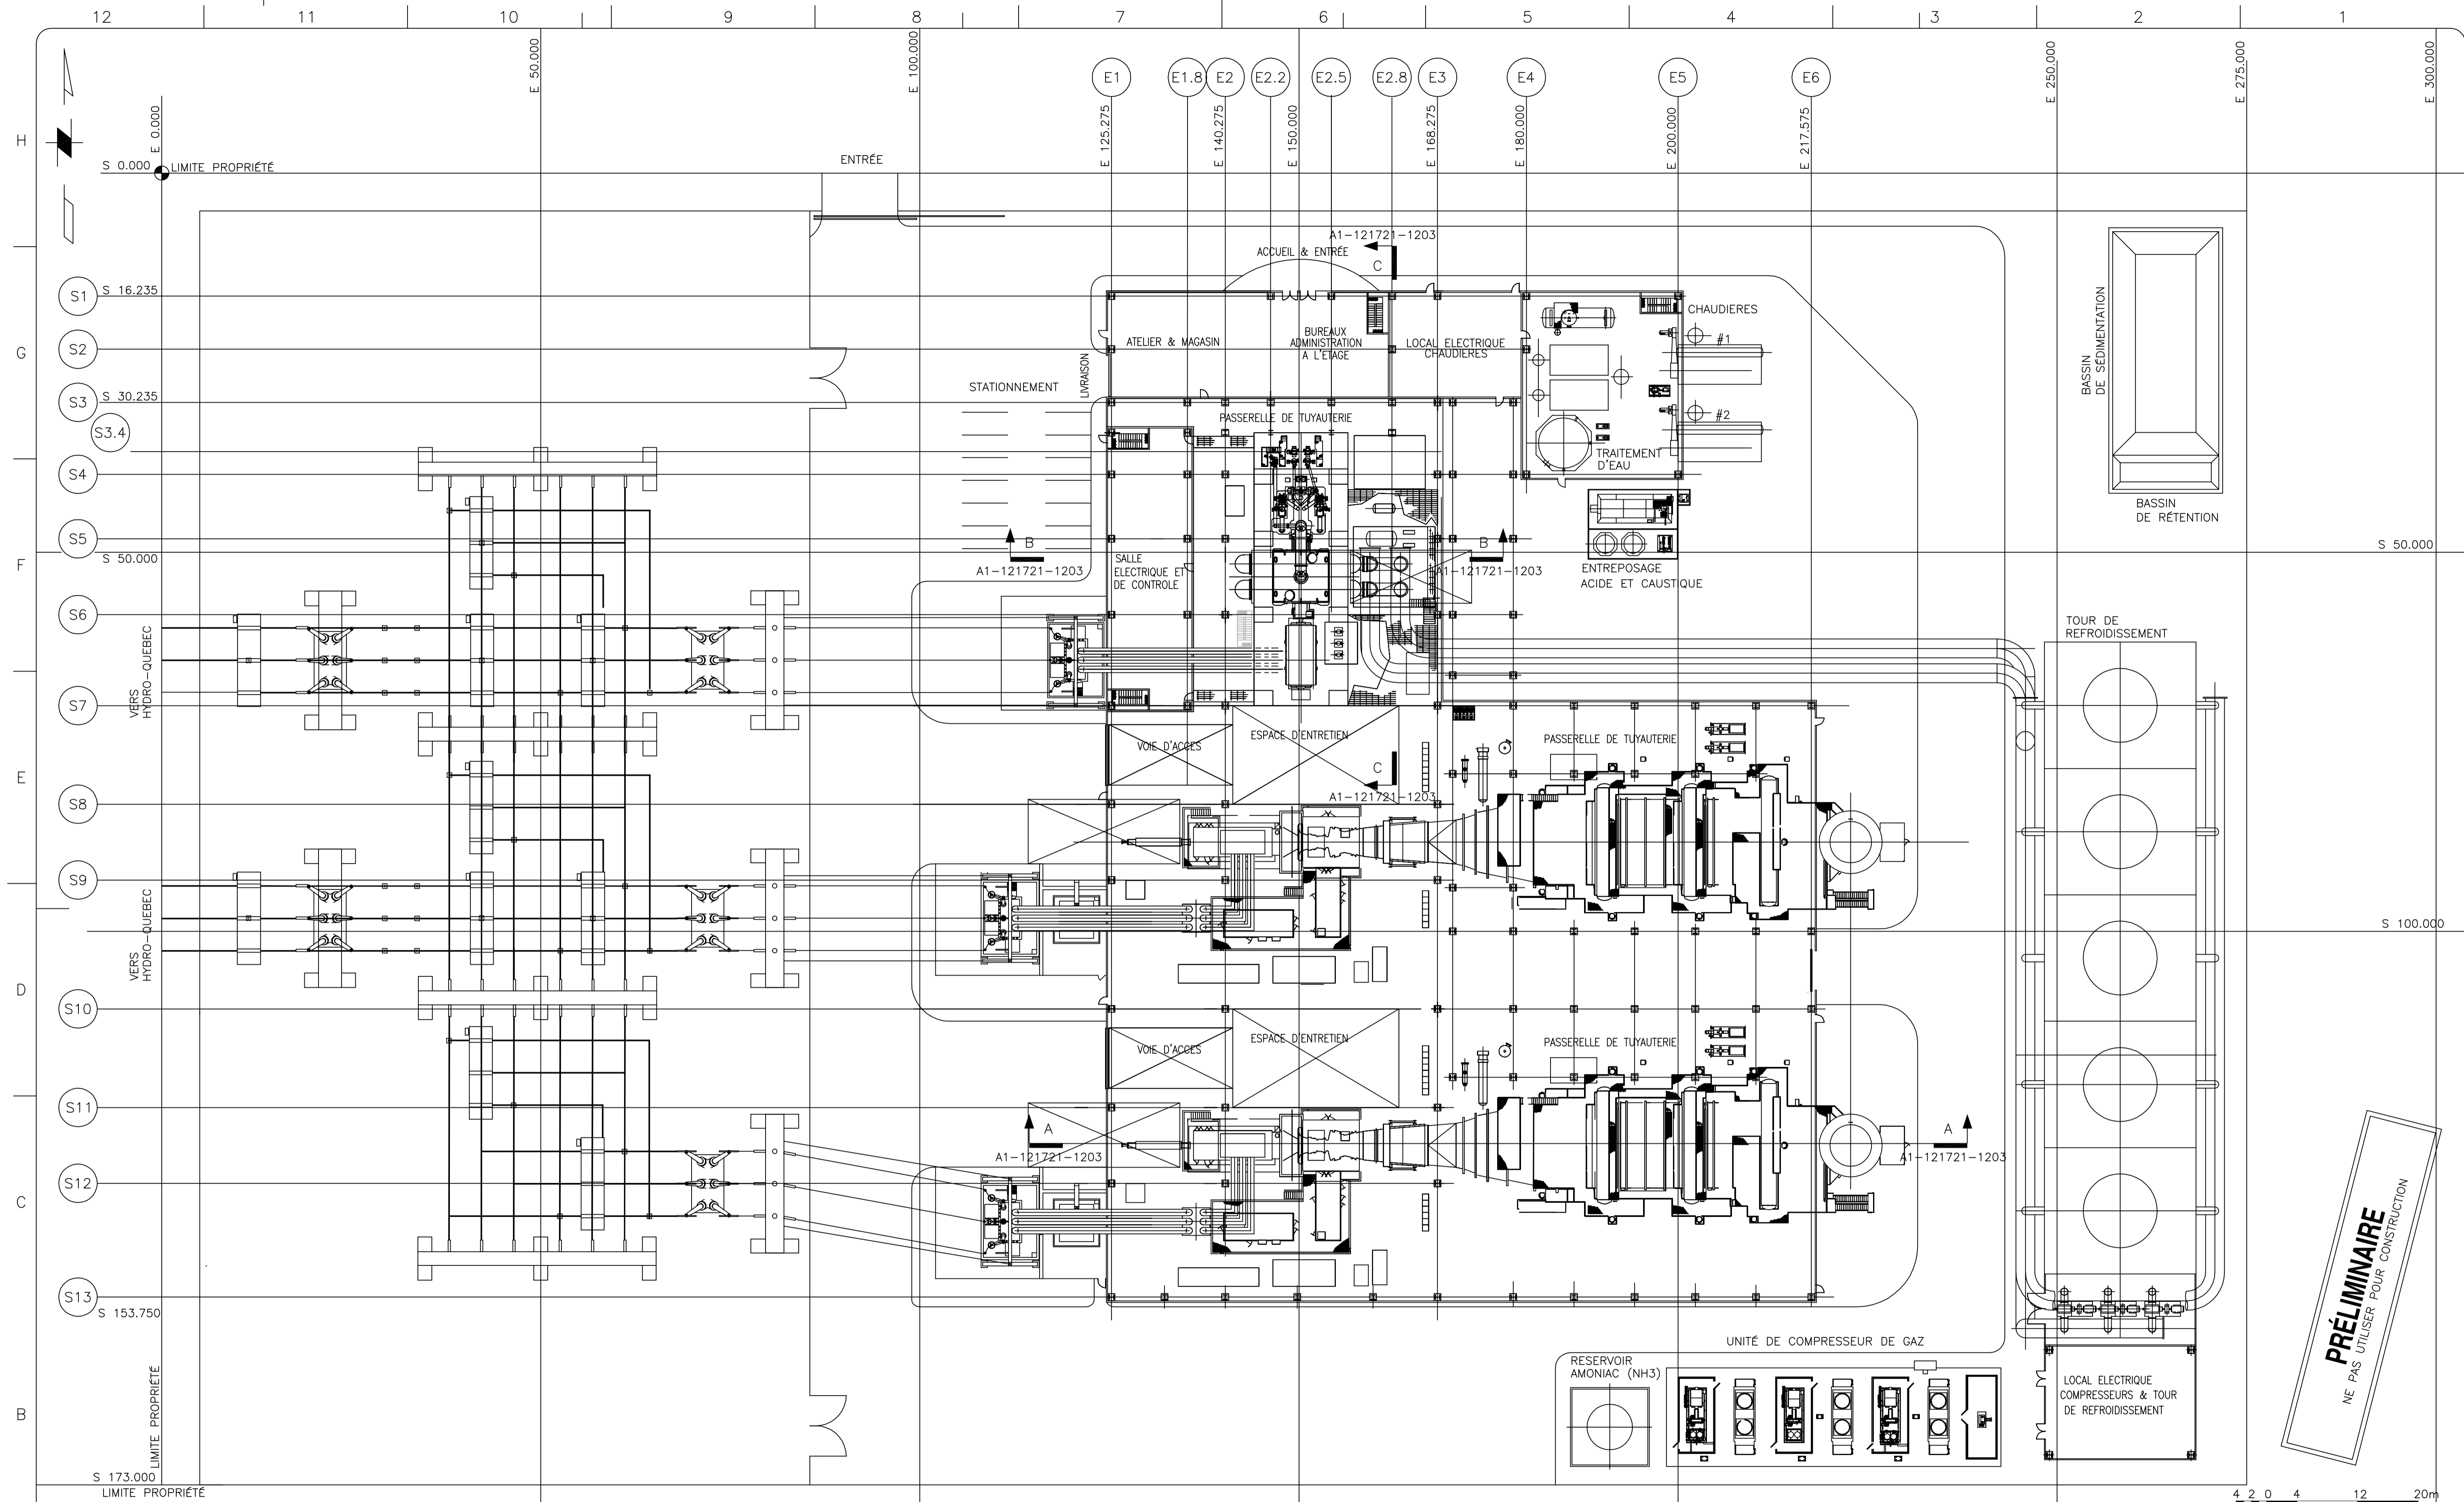 12
11
10
9
8
7
6
5
4
3
2
1
H
G
F
E
D
C
B
E 0.000
E 50.000
E 100.000
E1
E1.8
E2
E2.2
E2.5
E2.8
E3
E4
E5
E6
E 125.275
E 140.275
E 150.000
E 168.275
E 180.000
E 200.000
E 217.575
E 250.000
E 275.000
E 300.000
S 0.000
LIMITE PROPRIÉTÉ
ENTRÉE
A1-121721-1203
ACCUEIL & ENTRÉE
C
S1
S 16.235
S2
S3
S 30.235
S3.4
S4
S5
S 50.000
S6
S7
S8
S9
S10
S11
S12
S13
S 153.750
S 173.000
LIMITE PROPRIÉTÉ
LIMITE PROPRIÉTÉ
ATELIER & MAGASIN
BUREAUX
ADMINISTRATION
A L'ETAGE
LOCAL ELECTRIQUE
CHAUDIERES
CHAUDIERES
#1
#2
LIVRAISON
STATIONNEMENT
PASSERELLE DE TUYAUTERIE
TRAITEMENT
D'EAU
BASSIN
DE SÉDIMENTATION
BASSIN
DE RÉTENTION
S 50.000
B
A1-121721-1203
SALLE
ELECTRIQUE ET
DE CONTROLE
B
A1-121721-1203
ENTREPOSAGE
ACIDE ET CAUSTIQUE
TOUR DE
REFROIDISSEMENT
VERS
HYDRO-QUEBEC
VOIE D'ACCES
ESPACE D'ENTRETIEN
PASSERELLE DE TUYAUTERIE
C
A1-121721-1203
VERS
HYDRO-QUEBEC
S 100.000
VOIE D'ACCES
ESPACE D'ENTRETIEN
PASSERELLE DE TUYAUTERIE
A
A1-121721-1203
A
A1-121721-1203
UNITÉ DE COMPRESSEUR DE GAZ
RESERVOIR
AMONIAC (NH3)
LOCAL ELECTRIQUE
COMPRESSEURS & TOUR
DE REFROIDISSEMENT
PRÉLIMINAIRE
NE PAS UTILISER POUR CONSTRUCTION
4 2 0 4 12 20m